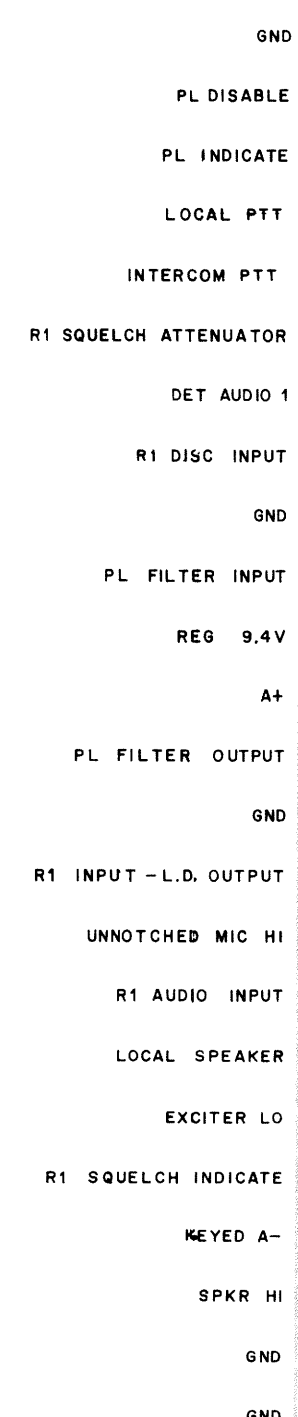 GND
PL DISABLE
PL INDICATE
LOCAL PTT
INTERCOM PTT
R1 SQUELCH ATTENUATOR
DET AUDIO 1
R1 DISC INPUT
GND
PL FILTER INPUT
REG 9.4V
A+
PL FILTER OUTPUT
GND
R1 INPUT – L.D. OUTPUT
UNNOTCHED MIC HI
R1 AUDIO INPUT
LOCAL SPEAKER
EXCITER LO
R1 SQUELCH INDICATE
KEYED A–
SPKR HI
GND
GND